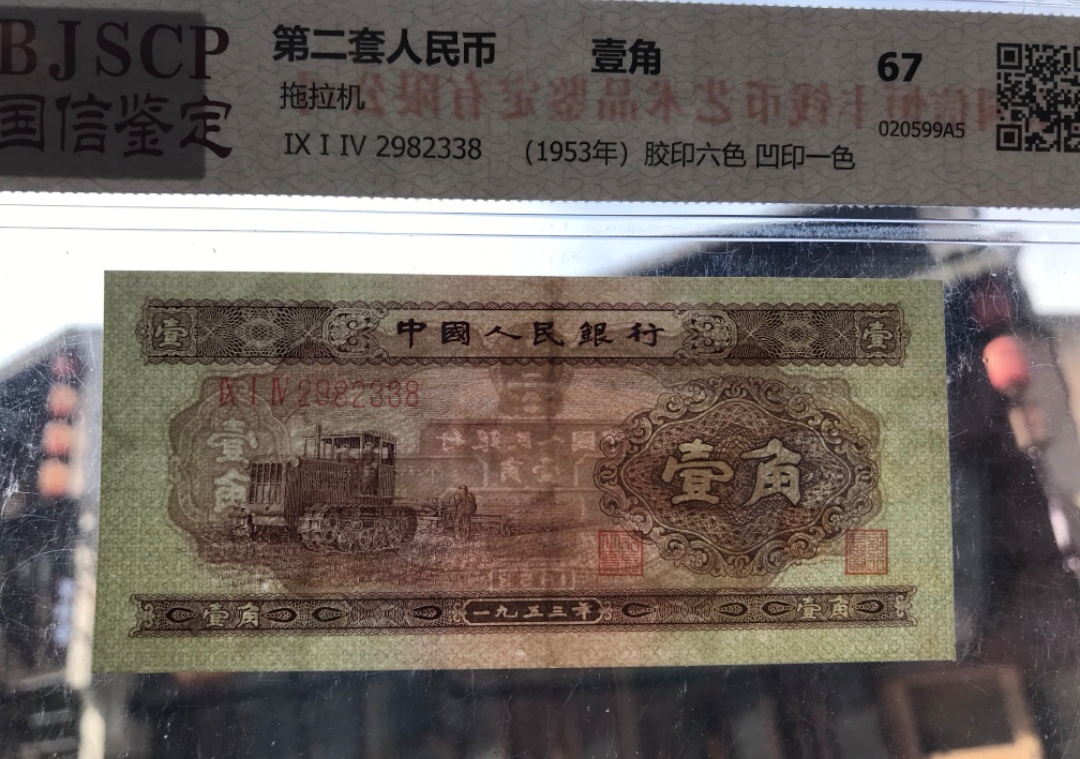 BJSCP
国信鉴定
第二套人民币 壹角 67
拖拉机
020599A5
IX I IV 2982338 (1953年) 胶印六色 凹印一色
壹 中國人民銀行 壹
IX I IV 2982338
壹角
壹角
壹角 一九五三年 壹角